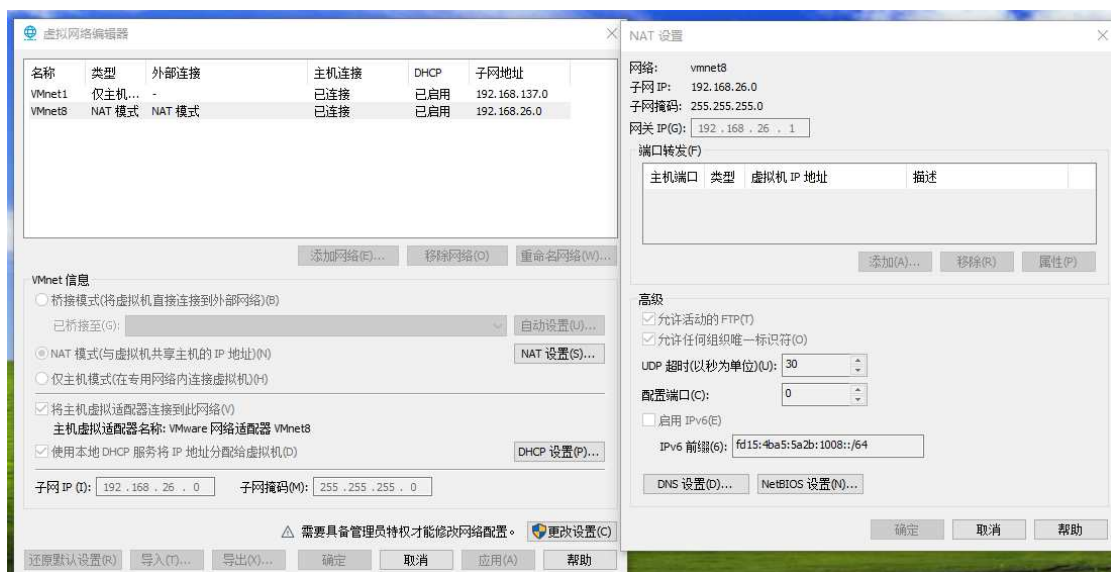 虚拟网络编辑器
名称 类型 外部连接 主机连接 DHCP 子网地址
VMnet1 仅主机... - 已连接 已启用 192.168.137.0
VMnet8 NAT 模式 NAT 模式 已连接 已启用 192.168.26.0
添加网络(E)... 移除网络(O) 重命名网络(W)...
VMnet 信息
桥接模式(将虚拟机直接连接到外部网络)(B)
已桥接至(G): 自动设置(U)...
NAT 模式(与虚拟机共享主机的 IP 地址)(N) NAT 设置(S)...
仅主机模式(在专用网络内连接虚拟机)(H)
将主机虚拟适配器连接到此网络(V)
主机虚拟适配器名称: VMware 网络适配器 VMnet8
使用本地 DHCP 服务将 IP 地址分配给虚拟机(D) DHCP 设置(P)...
子网 IP (I): 192 . 168 . 26 . 0 子网掩码(M): 255 . 255 . 255 . 0
需要具备管理员特权才能修改网络配置。 更改设置(C)
还原默认设置(R) 导入(T)... 导出(X)... 确定 取消 应用(A) 帮助
NAT 设置
网络: vmnet8
子网 IP: 192.168.26.0
子网掩码: 255.255.255.0
网关 IP(G): 192 . 168 . 26 . 1
端口转发(F)
主机端口 类型 虚拟机 IP 地址 描述
添加(A)... 移除(R) 属性(P)
高级
允许活动的 FTP(T)
允许任何组织唯一标识符(O)
UDP 超时(以秒为单位)(U): 30
配置端口(C): 0
启用 IPv6(E)
IPv6 前缀(6): fd15:4ba5:5a2b:1008::/64
DNS 设置(D)... NetBIOS 设置(N)...
确定 取消 帮助